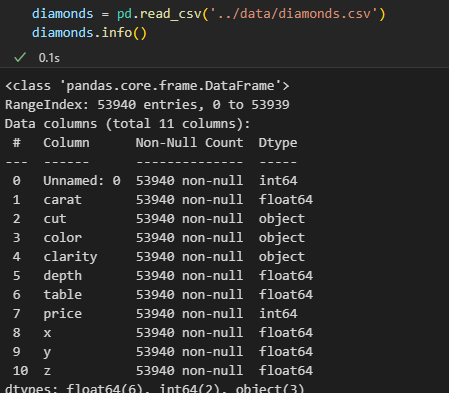 diamonds = pd.read_csv('../data/diamonds.csv')
diamonds.info()
✓ 0.1s
<class 'pandas.core.frame.DataFrame'>
RangeIndex: 53940 entries, 0 to 53939
Data columns (total 11 columns):
 #   Column      Non-Null Count  Dtype
---  ------      --------------  -----
 0   Unnamed: 0  53940 non-null  int64
 1   carat       53940 non-null  float64
 2   cut         53940 non-null  object
 3   color       53940 non-null  object
 4   clarity     53940 non-null  object
 5   depth       53940 non-null  float64
 6   table       53940 non-null  float64
 7   price       53940 non-null  int64
 8   x           53940 non-null  float64
 9   y           53940 non-null  float64
 10  z           53940 non-null  float64
dtypes: float64(6), int64(2), object(3)